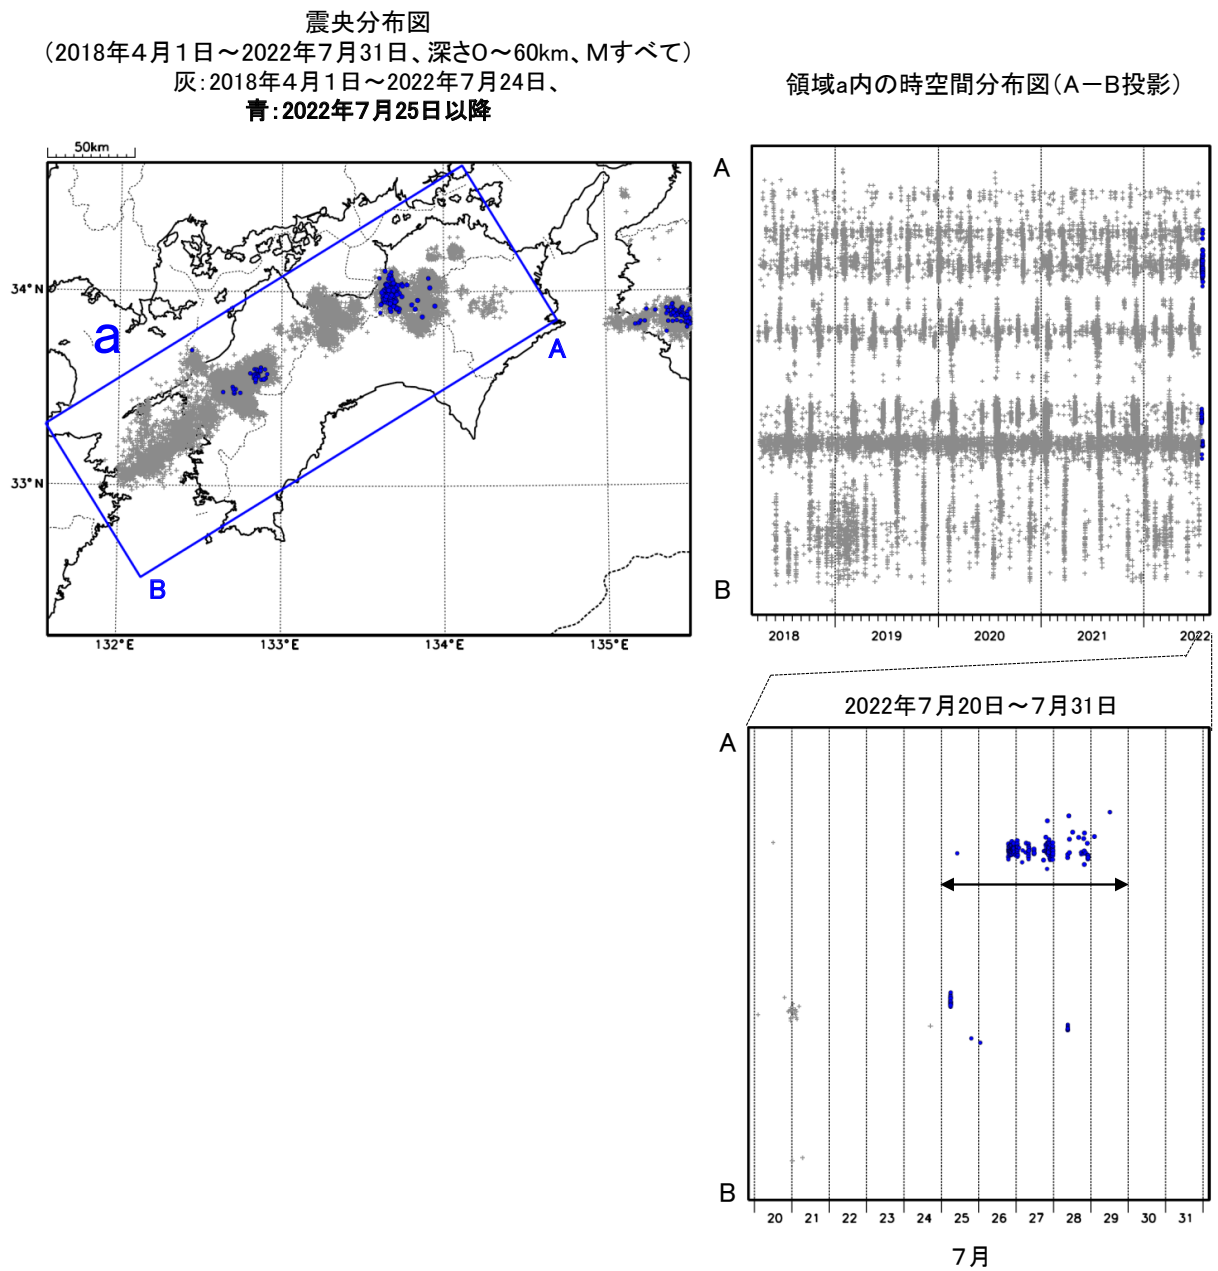 震央分布図
（2018年４月１日～2022年７月31日、深さ０～60km、Ｍすべて）
灰：2018年４月１日～2022年７月24日、
青：2022年７月25日以降
領域a内の時空間分布図（Ａ－Ｂ投影）
50km
34°N
33°N
132°E
133°E
134°E
135°E
a
A
B
A
B
2018
2019
2020
2021
2022
2022年７月20日～７月31日
A
B
20
21
22
23
24
25
26
27
28
29
30
31
７月